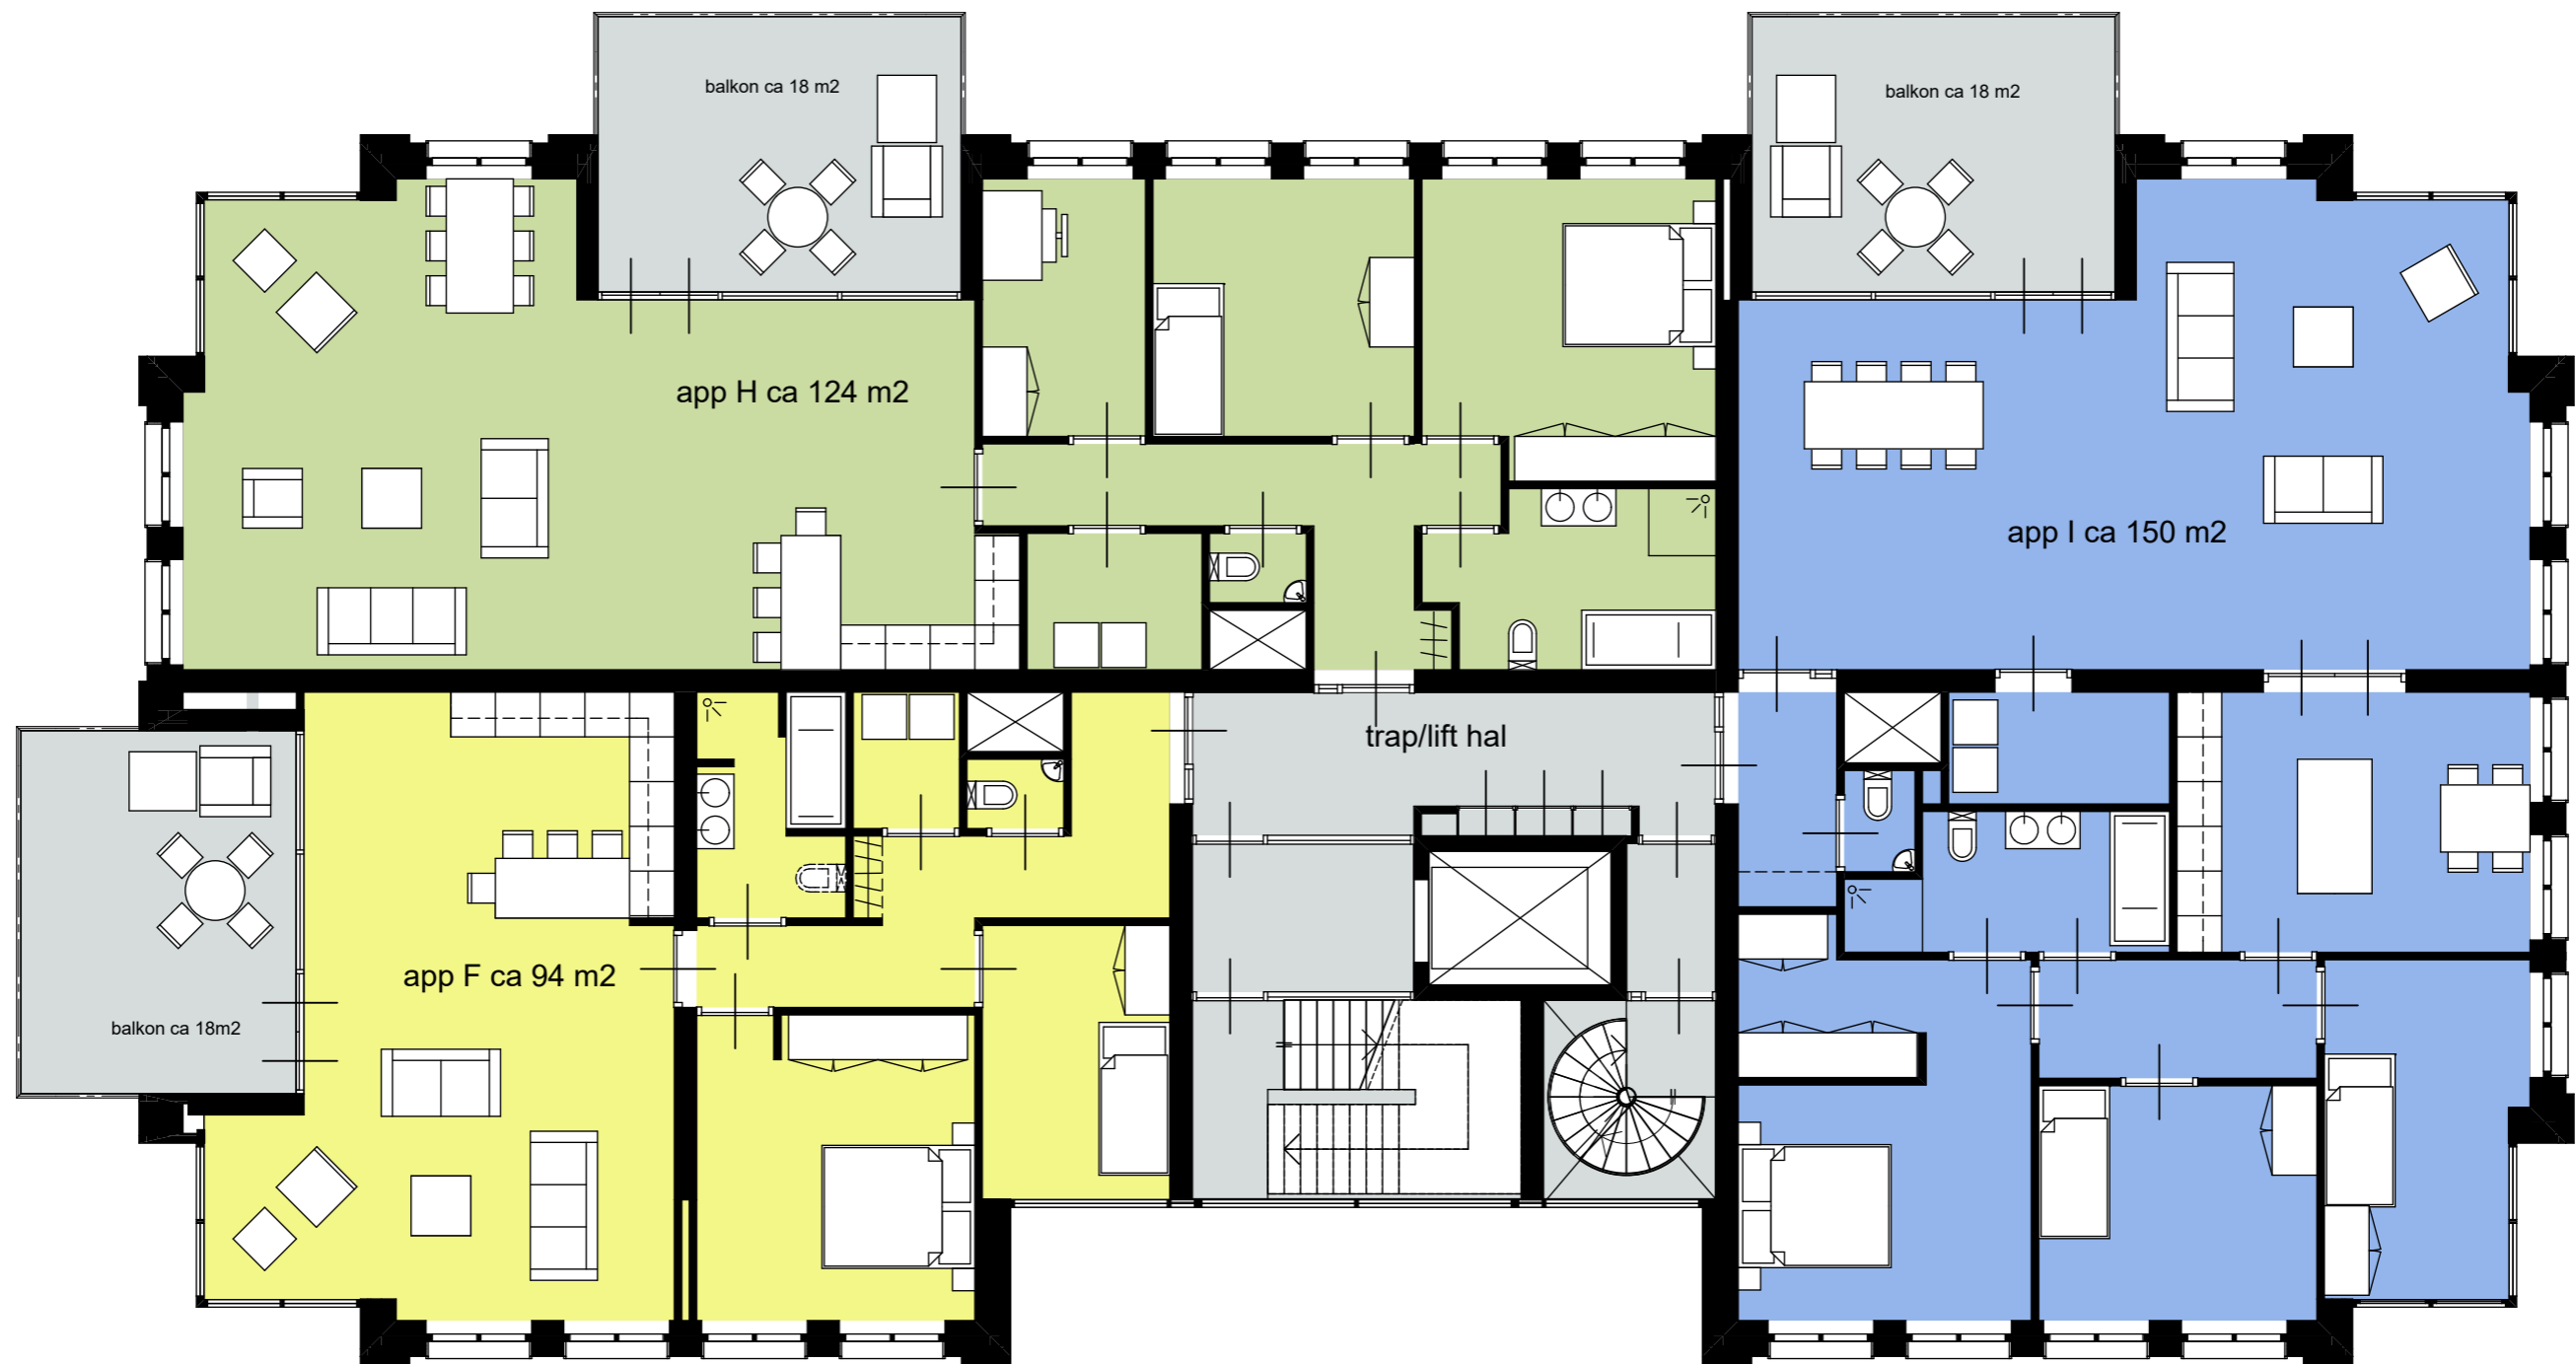 balkon ca 18 m2
balkon ca 18 m2
app H ca 124 m2
app I ca 150 m2
trap/lift hal
app F ca 94 m2
balkon ca 18m2